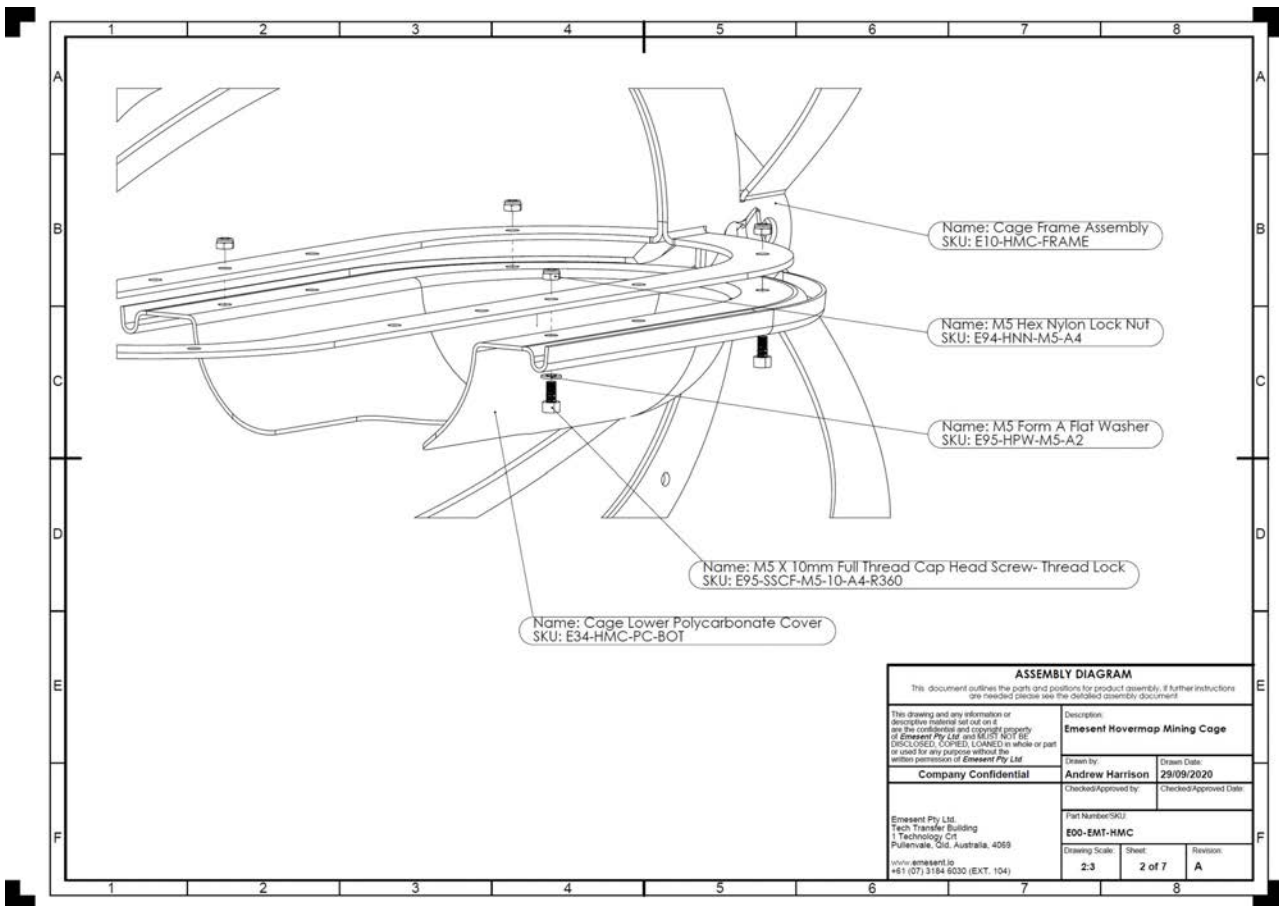 1 2 3 4 5 6 7 8
A A
B B
C C
D D
E E
F F
Name: Cage Frame Assembly
SKU: E10-HMC-FRAME
Name: M5 Hex Nylon Lock Nut
SKU: E94-HNN-M5-A4
Name: M5 Form A Flat Washer
SKU: E95-HPW-M5-A2
Name: M5 X 10mm Full Thread Cap Head Screw- Thread Lock
SKU: E95-SSCF-M5-10-A4-R360
Name: Cage Lower Polycarbonate Cover
SKU: E34-HMC-PC-BOT
ASSEMBLY DIAGRAM
This document outlines the parts and positions for product assembly. If further instructions
are needed please see the detailed assembly document
This drawing and any information or
descriptive material set out on it
are the confidential and copyright property
of Emesent Pty Ltd and MUST NOT BE
DISCLOSED, COPIED, LOANED in whole or part
or used for any purpose without the
written permission of Emesent Pty Ltd
Company Confidential
Description:
Emesent Hovermap Mining Cage
Drawn by: Drawn Date:
Andrew Harrison 29/09/2020
Checked/Approved by: Checked/Approved Date:
Emesent Pty Ltd.
Tech Transfer Building
1 Technology Crt
Pullenvale, Qld. Australia, 4069
www.emesent.io
+61 (07) 3184 6030 (EXT. 104)
Part Number/SKU:
E00-EMT-HMC
Drawing Scale: Sheet: Revision:
2:3 2 of 7 A
1 2 3 4 5 6 7 8